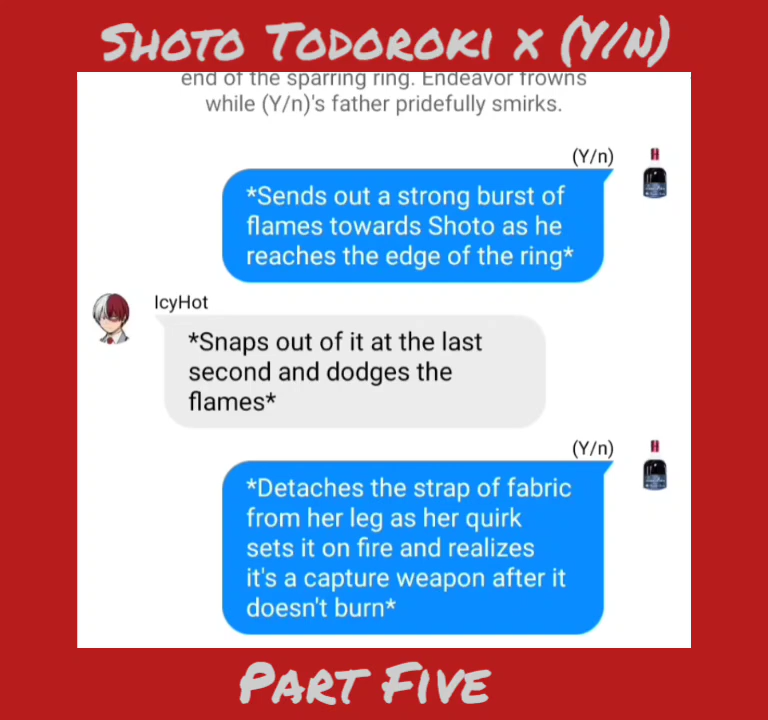 Shoto Todoroki x (Y/N)
end of the sparring ring. Endeavor frowns
while (Y/n)'s father pridefully smirks.
(Y/n)
*Sends out a strong burst of
flames towards Shoto as he
reaches the edge of the ring*
IcyHot
*Snaps out of it at the last
second and dodges the
flames*
(Y/n)
*Detaches the strap of fabric
from her leg as her quirk
sets it on fire and realizes
it's a capture weapon after it
doesn't burn*
Part Five